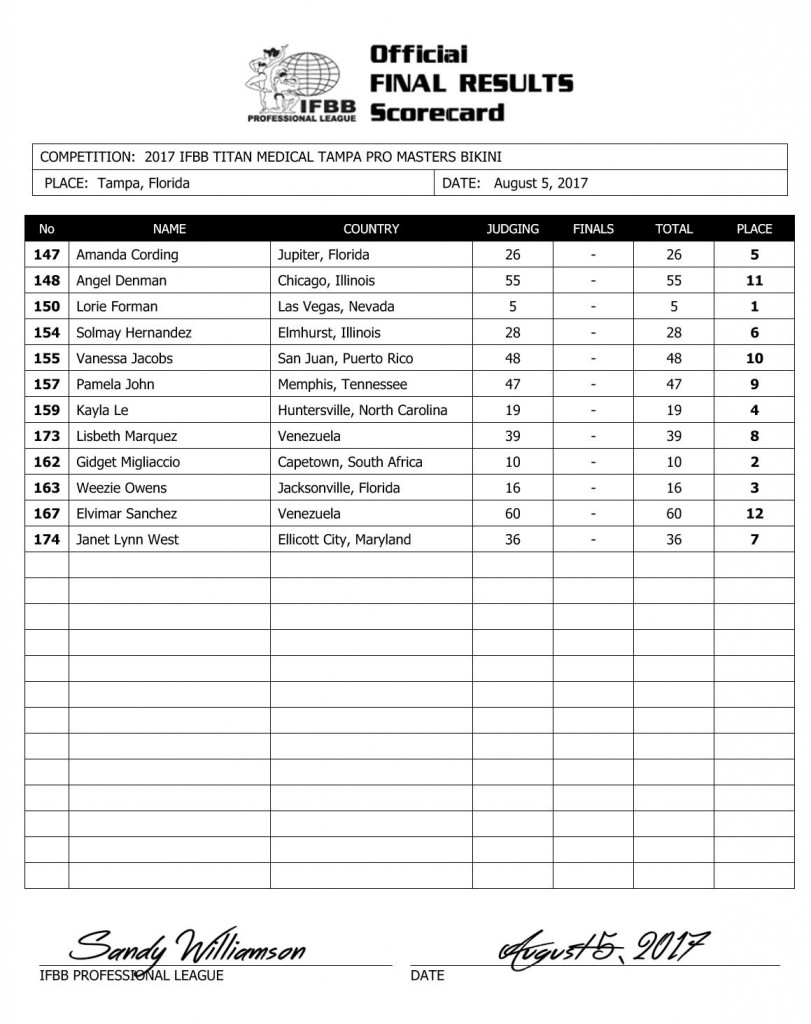 Official
FINAL RESULTS
Scorecard
IFBB
PROFESSIONAL LEAGUE
COMPETITION: 2017 IFBB TITAN MEDICAL TAMPA PRO MASTERS BIKINI
PLACE: Tampa, Florida DATE: August 5, 2017
No NAME COUNTRY JUDGING FINALS TOTAL PLACE
147 Amanda Cording Jupiter, Florida 26 - 26 5
148 Angel Denman Chicago, Illinois 55 - 55 11
150 Lorie Forman Las Vegas, Nevada 5 - 5 1
154 Solmay Hernandez Elmhurst, Illinois 28 - 28 6
155 Vanessa Jacobs San Juan, Puerto Rico 48 - 48 10
157 Pamela John Memphis, Tennessee 47 - 47 9
159 Kayla Le Huntersville, North Carolina 19 - 19 4
173 Lisbeth Marquez Venezuela 39 - 39 8
162 Gidget Migliaccio Capetown, South Africa 10 - 10 2
163 Weezie Owens Jacksonville, Florida 16 - 16 3
167 Elvimar Sanchez Venezuela 60 - 60 12
174 Janet Lynn West Ellicott City, Maryland 36 - 36 7
Sandy Williamson August 5, 2017
IFBB PROFESSIONAL LEAGUE DATE